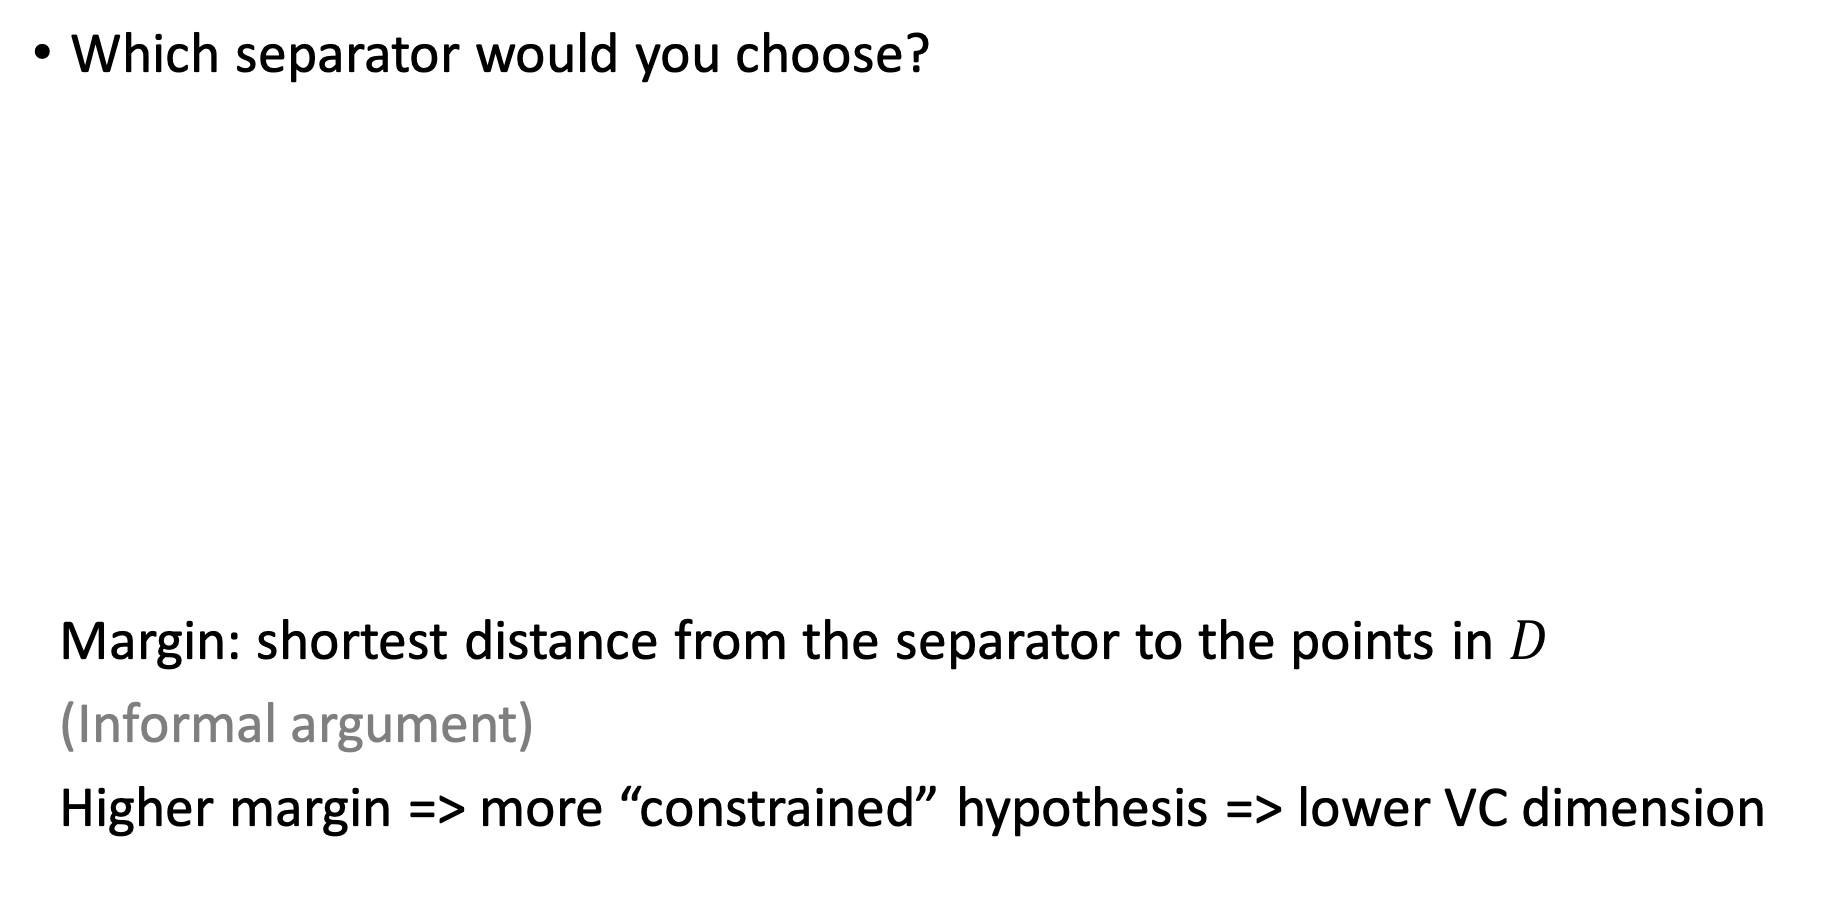 • Which separator would you choose?
Margin: shortest distance from the separator to the points in D
(Informal argument)
Higher margin => more “constrained” hypothesis => lower VC dimension